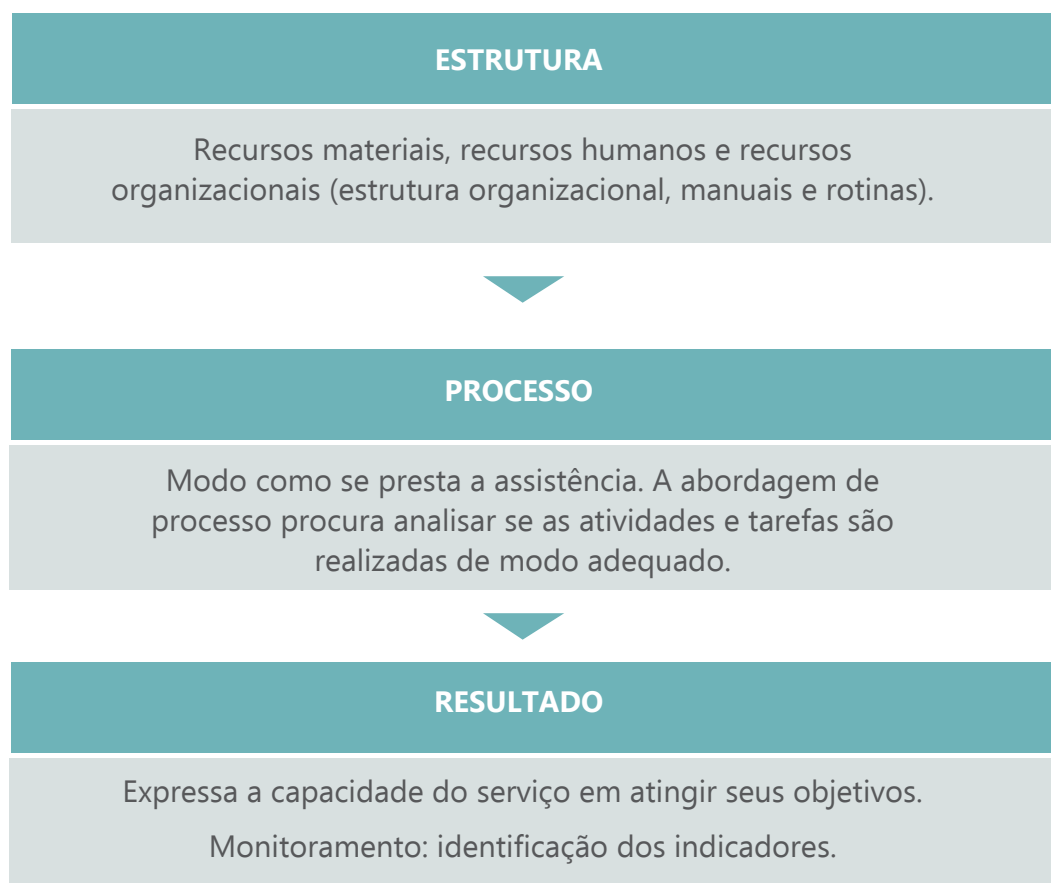 ESTRUTURA
Recursos materiais, recursos humanos e recursos
organizacionais (estrutura organizacional, manuais e rotinas).
PROCESSO
Modo como se presta a assistência. A abordagem de
processo procura analisar se as atividades e tarefas são
realizadas de modo adequado.
RESULTADO
Expressa a capacidade do serviço em atingir seus objetivos.
Monitoramento: identificação dos indicadores.